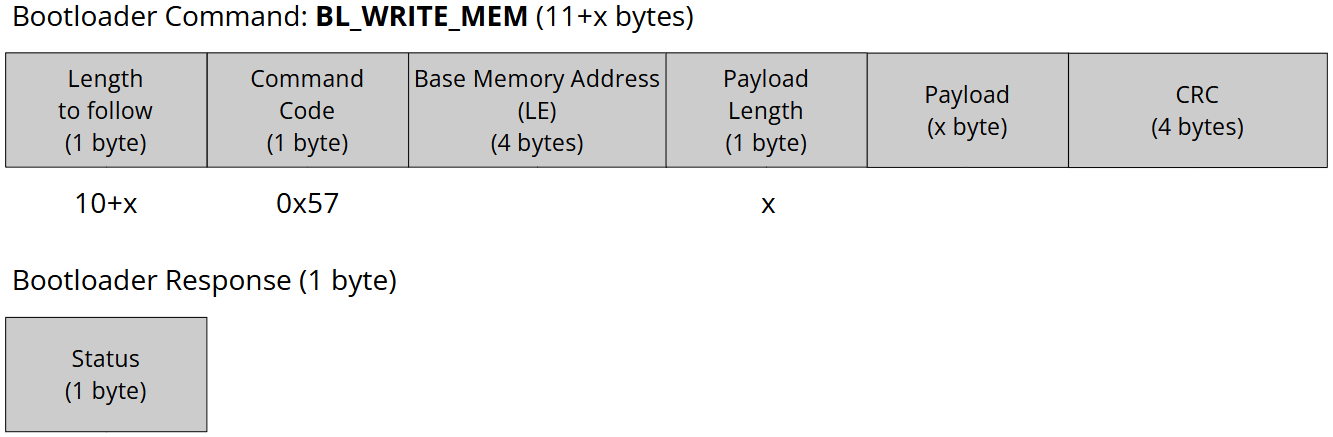 Bootloader Command: BL_WRITE_MEM (11+x bytes)
Length
to follow
(1 byte)
Command
Code
(1 byte)
Base Memory Address
(LE)
(4 bytes)
Payload
Length
(1 byte)
Payload
(x byte)
CRC
(4 bytes)
10+x
0x57
x
Bootloader Response (1 byte)
Status
(1 byte)